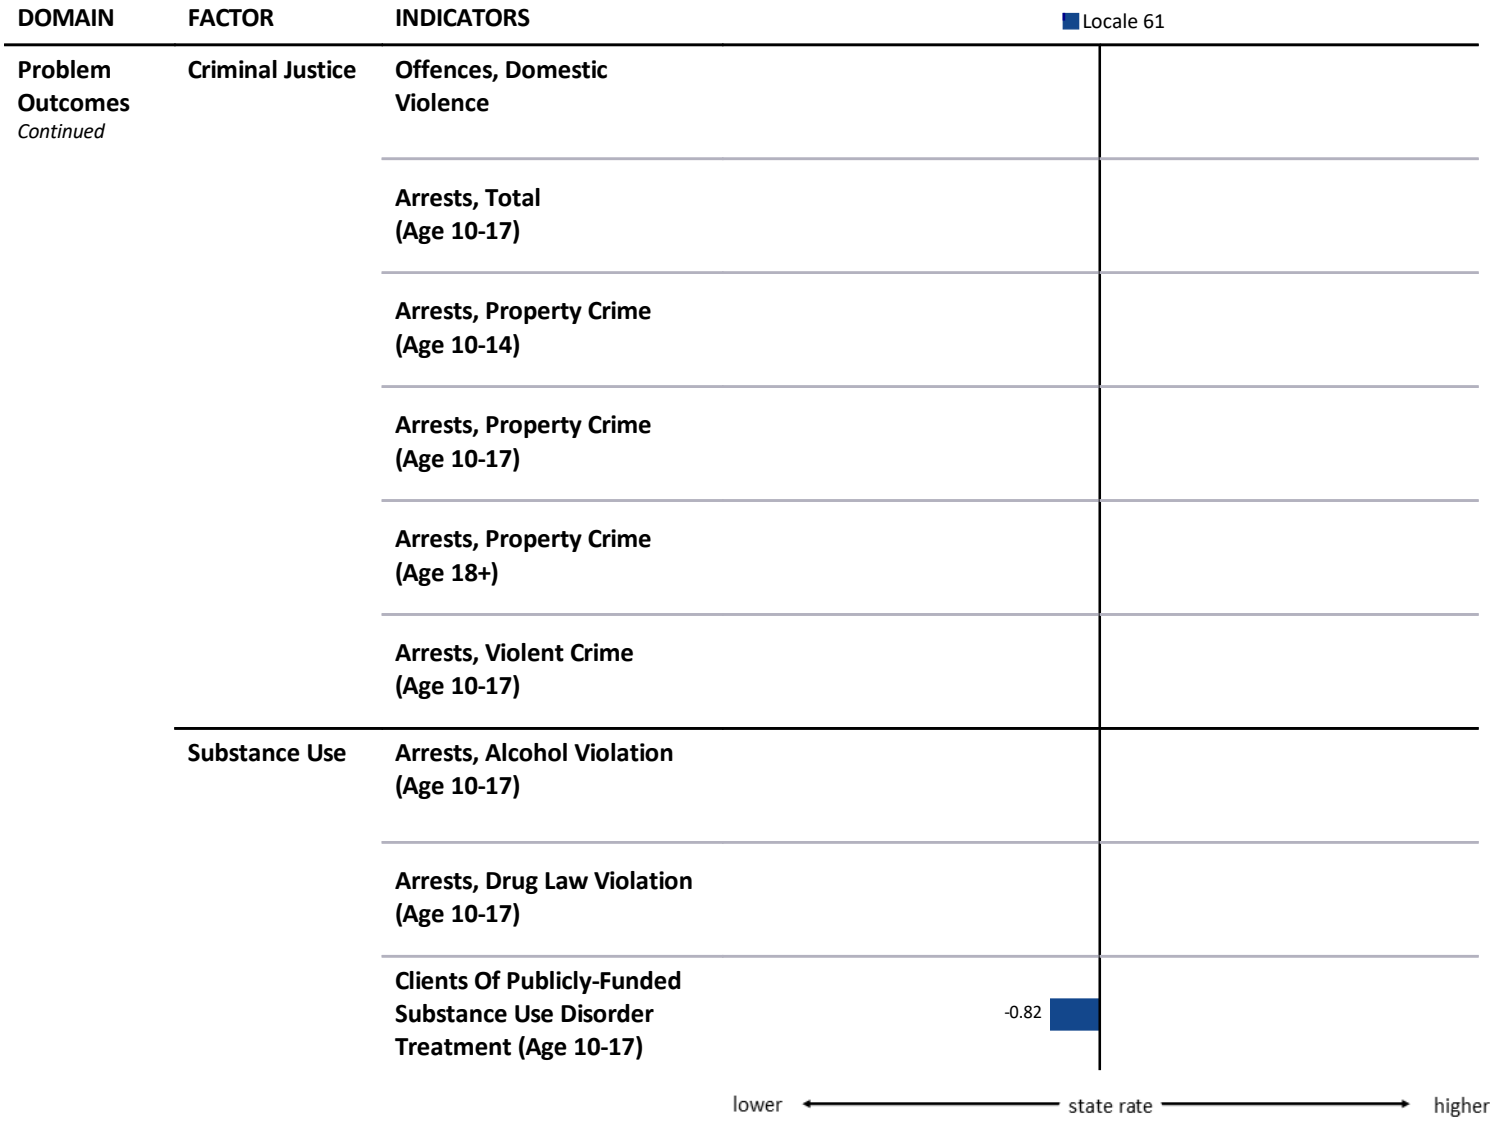 DOMAIN FACTOR INDICATORS
Locale 61
Problem Outcomes
Continued
Criminal Justice
Offences, Domestic
Violence
Arrests, Total
(Age 10-17)
Arrests, Property Crime
(Age 10-14)
Arrests, Property Crime
(Age 10-17)
Arrests, Property Crime
(Age 18+)
Arrests, Violent Crime
(Age 10-17)
Substance Use
Arrests, Alcohol Violation
(Age 10-17)
Arrests, Drug Law Violation
(Age 10-17)
Clients Of Publicly-Funded
Substance Use Disorder
Treatment (Age 10-17)
-0.82
lower state rate higher